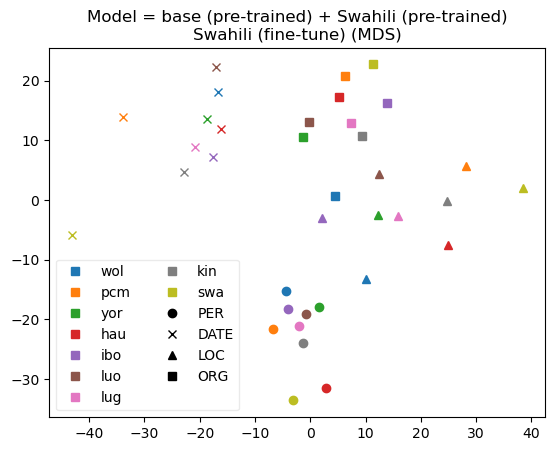 Model = base (pre-trained) + Swahili (pre-trained)
Swahili (fine-tune) (MDS)
20
10
0
−10
−20
−30
wol
pcm
yor
hau
ibo
luo
lug
kin
swa
PER
DATE
LOC
ORG
−40 −30 −20 −10 0 10 20 30 40